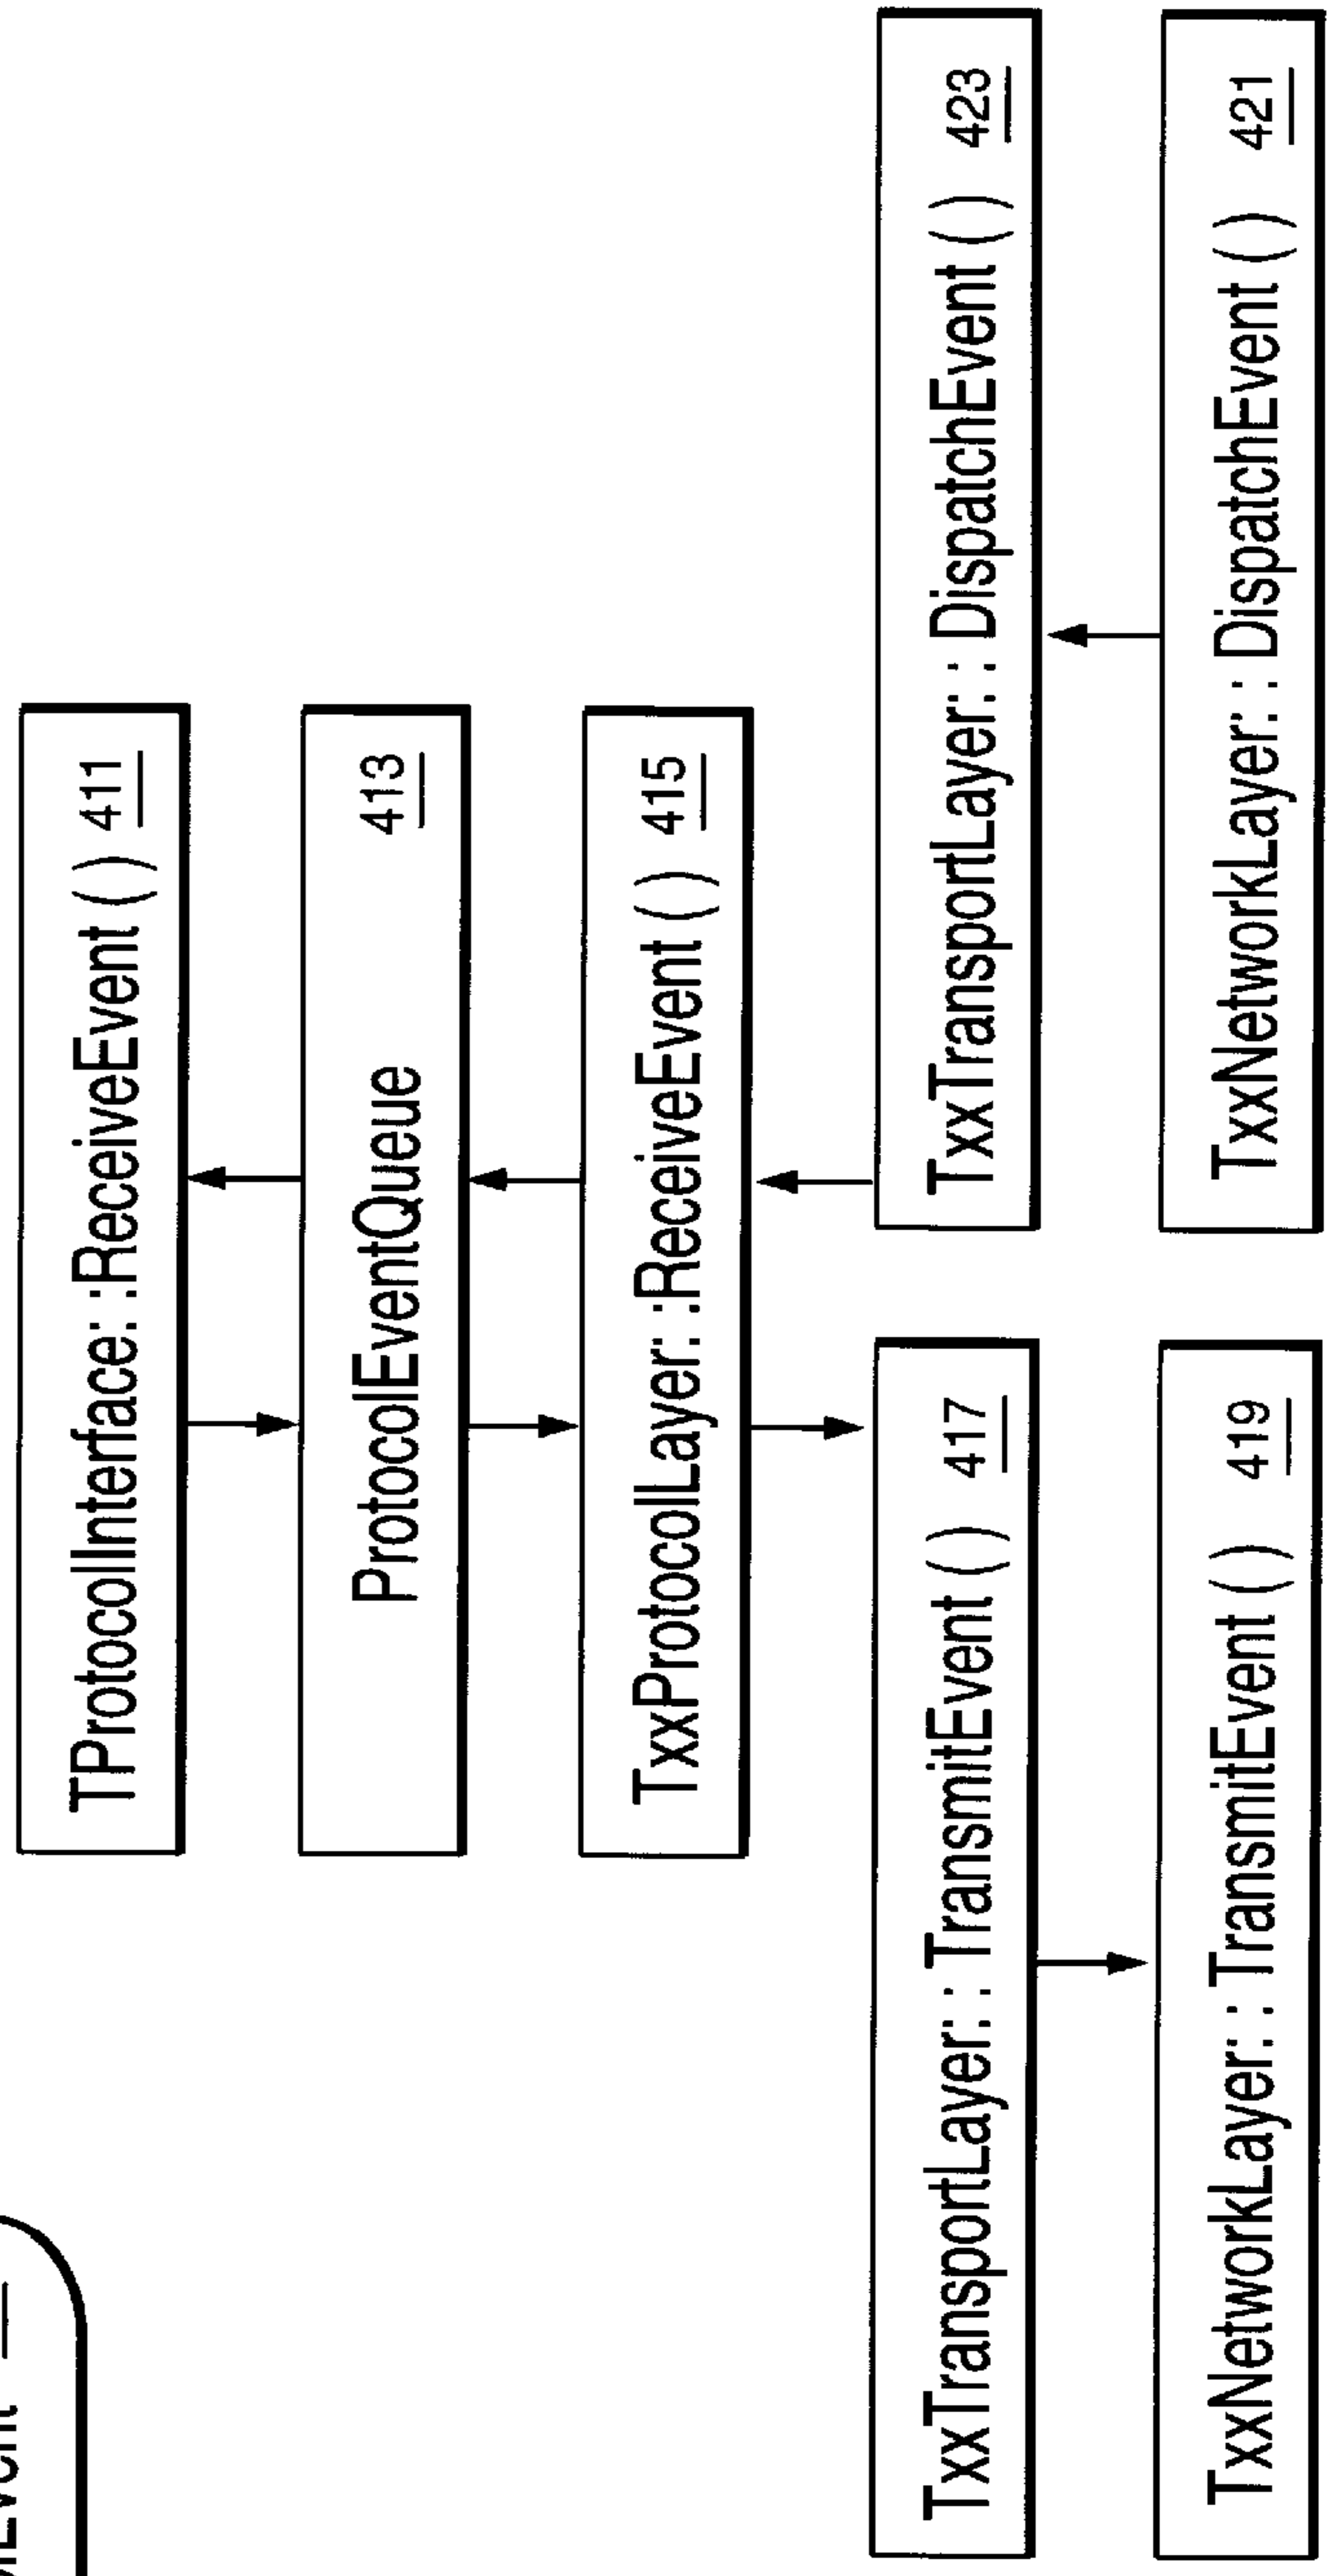 TProtocolInterface: :ReceiveEvent ( ) 411
ProtocolEventQueue 413
TxxProtocolLayer: :ReceiveEvent ( ) 415
TxxTransportLayer: : TransmitEvent ( ) 417
TxxTransportLayer: : DispatchEvent ( ) 423
TxxNetworkLayer: : TransmitEvent ( ) 419
TxxNetworkLayer: : DispatchEvent ( ) 421